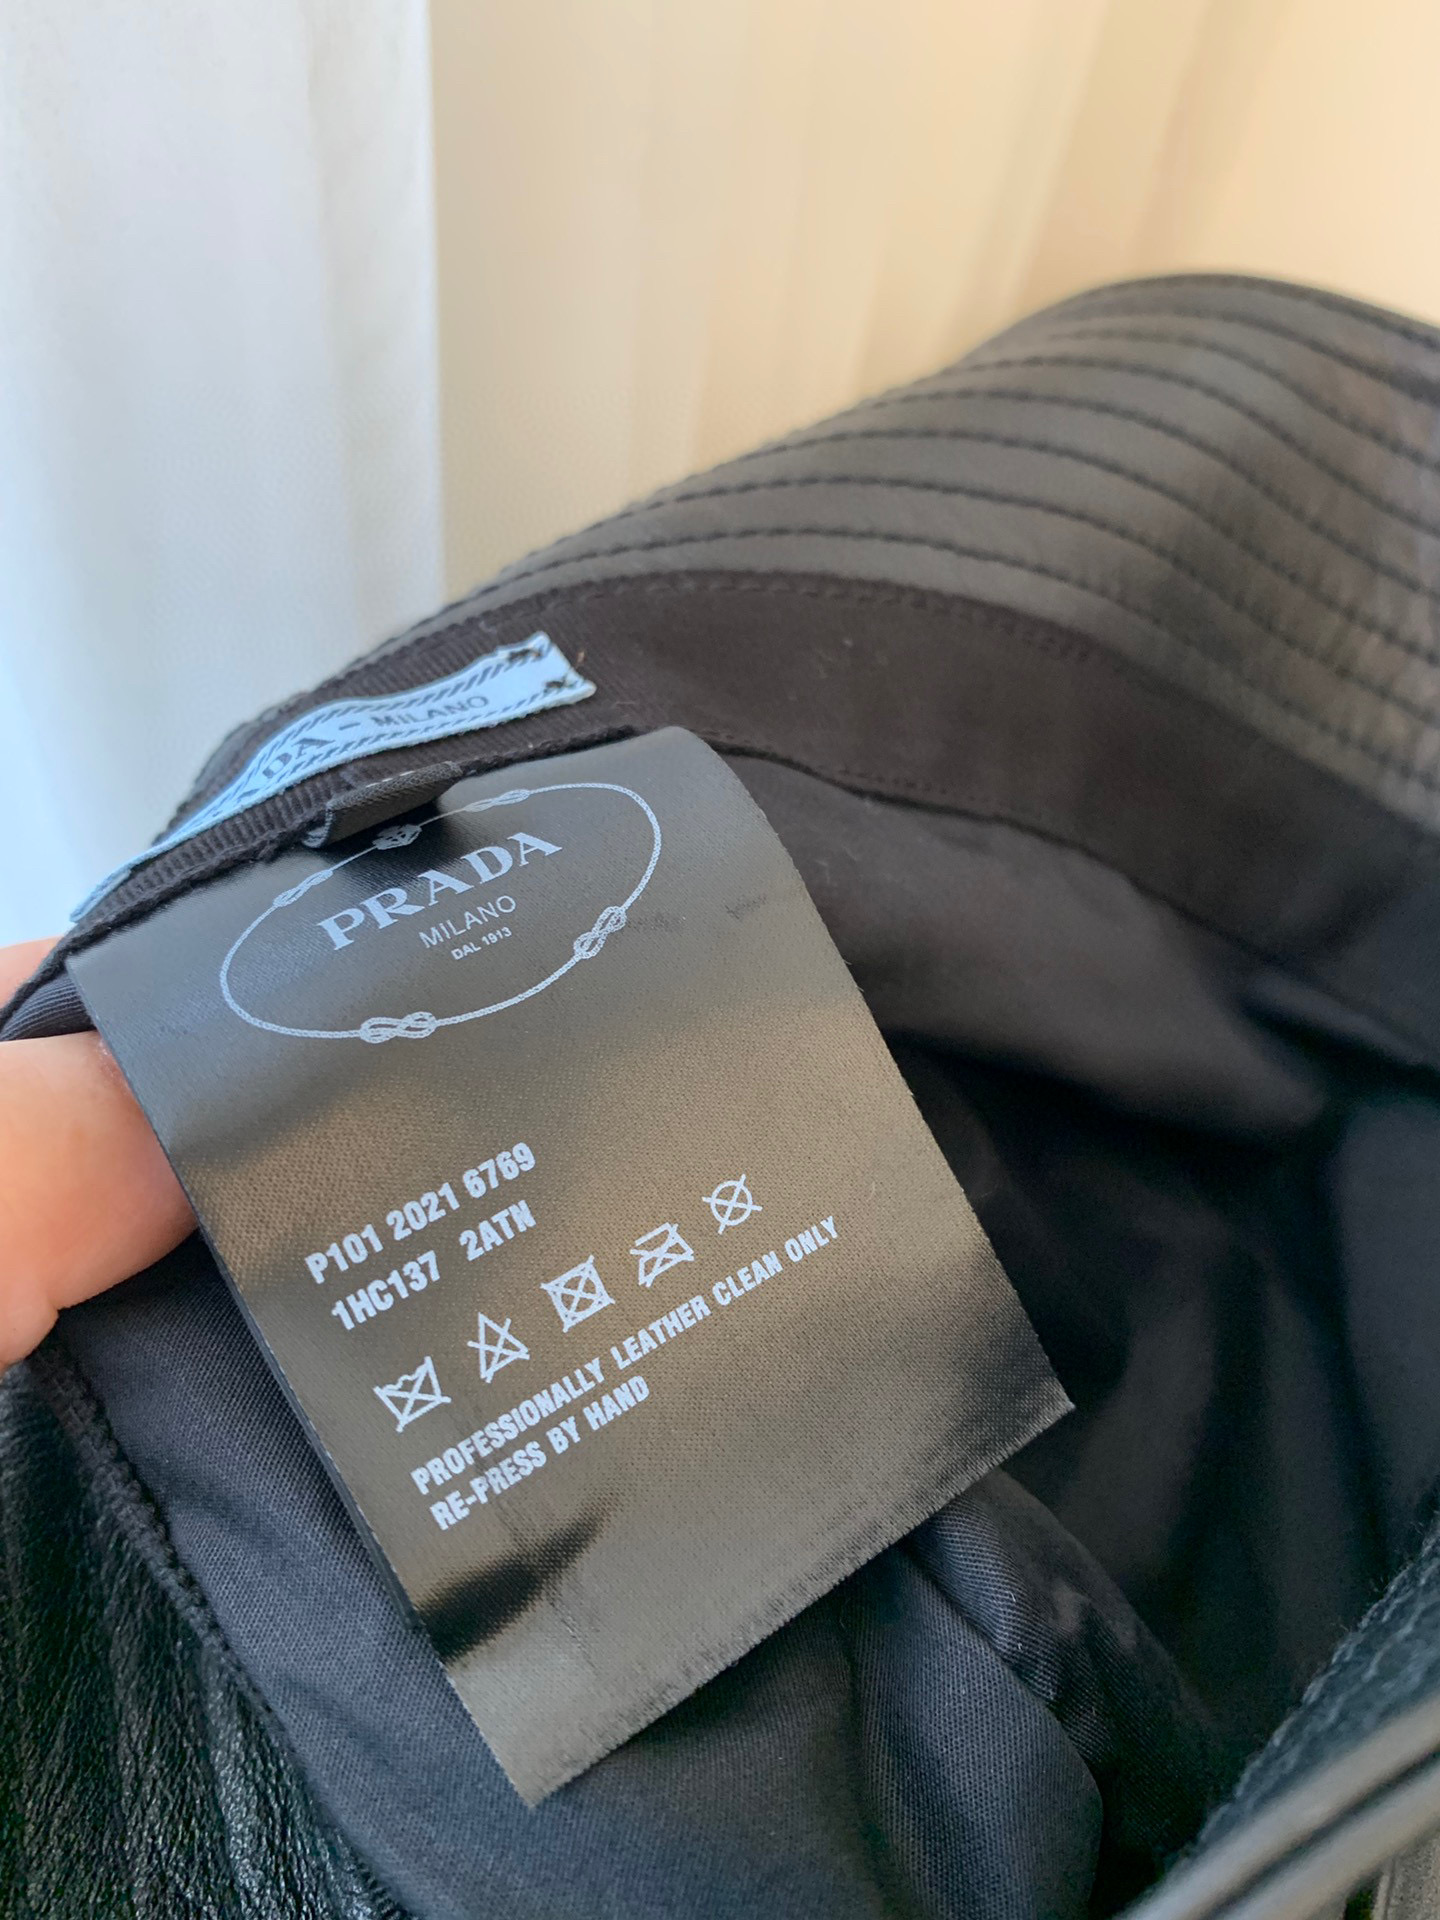 DA - MILANO
PRADA
MILANO
DAL 1913
P101 2021 6769
1HC137 2ATN
PROFESSIONALLY LEATHER CLEAN ONLY
RE-PRESS BY HAND